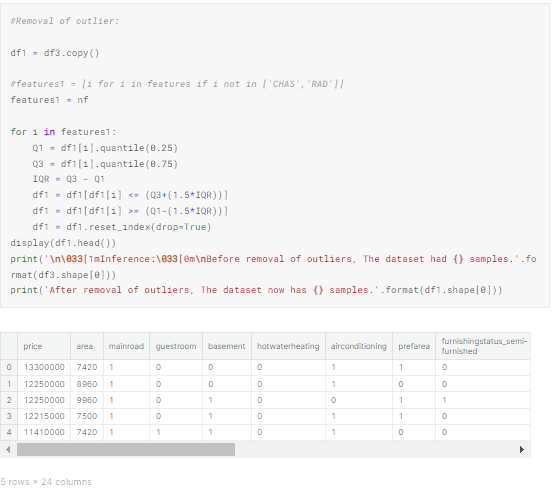 #Removal of outlier:
df1 = df3.copy()
#features1 = [i for i in features if i not in ['CHAS','RAD']]
features1 = nf
for i in features1:
    Q1 = df1[i].quantile(0.25)
    Q3 = df1[i].quantile(0.75)
    IQR = Q3 - Q1
    df1 = df1[df1[i] <= (Q3+(1.5*IQR))]
    df1 = df1[df1[i] >= (Q1-(1.5*IQR))]
    df1 = df1.reset_index(drop=True)
display(df1.head())
print('\n\033[1mInference:\033[0m\nBefore removal of outliers, The dataset had {} samples.'.fo
rmat(df3.shape[0]))
print('After removal of outliers, The dataset now has {} samples.'.format(df1.shape[0]))
price area mainroad guestroom basement hotwaterheating airconditioning prefarea furnishingstatus_semi-
furnished
0 13300000 7420 1 0 0 0 1 1 0
1 12250000 8960 1 0 0 0 1 0 0
2 12250000 9960 1 0 1 0 0 1 1
3 12215000 7500 1 0 1 0 1 1 0
4 11410000 7420 1 1 1 0 1 0 0
5 rows × 24 columns